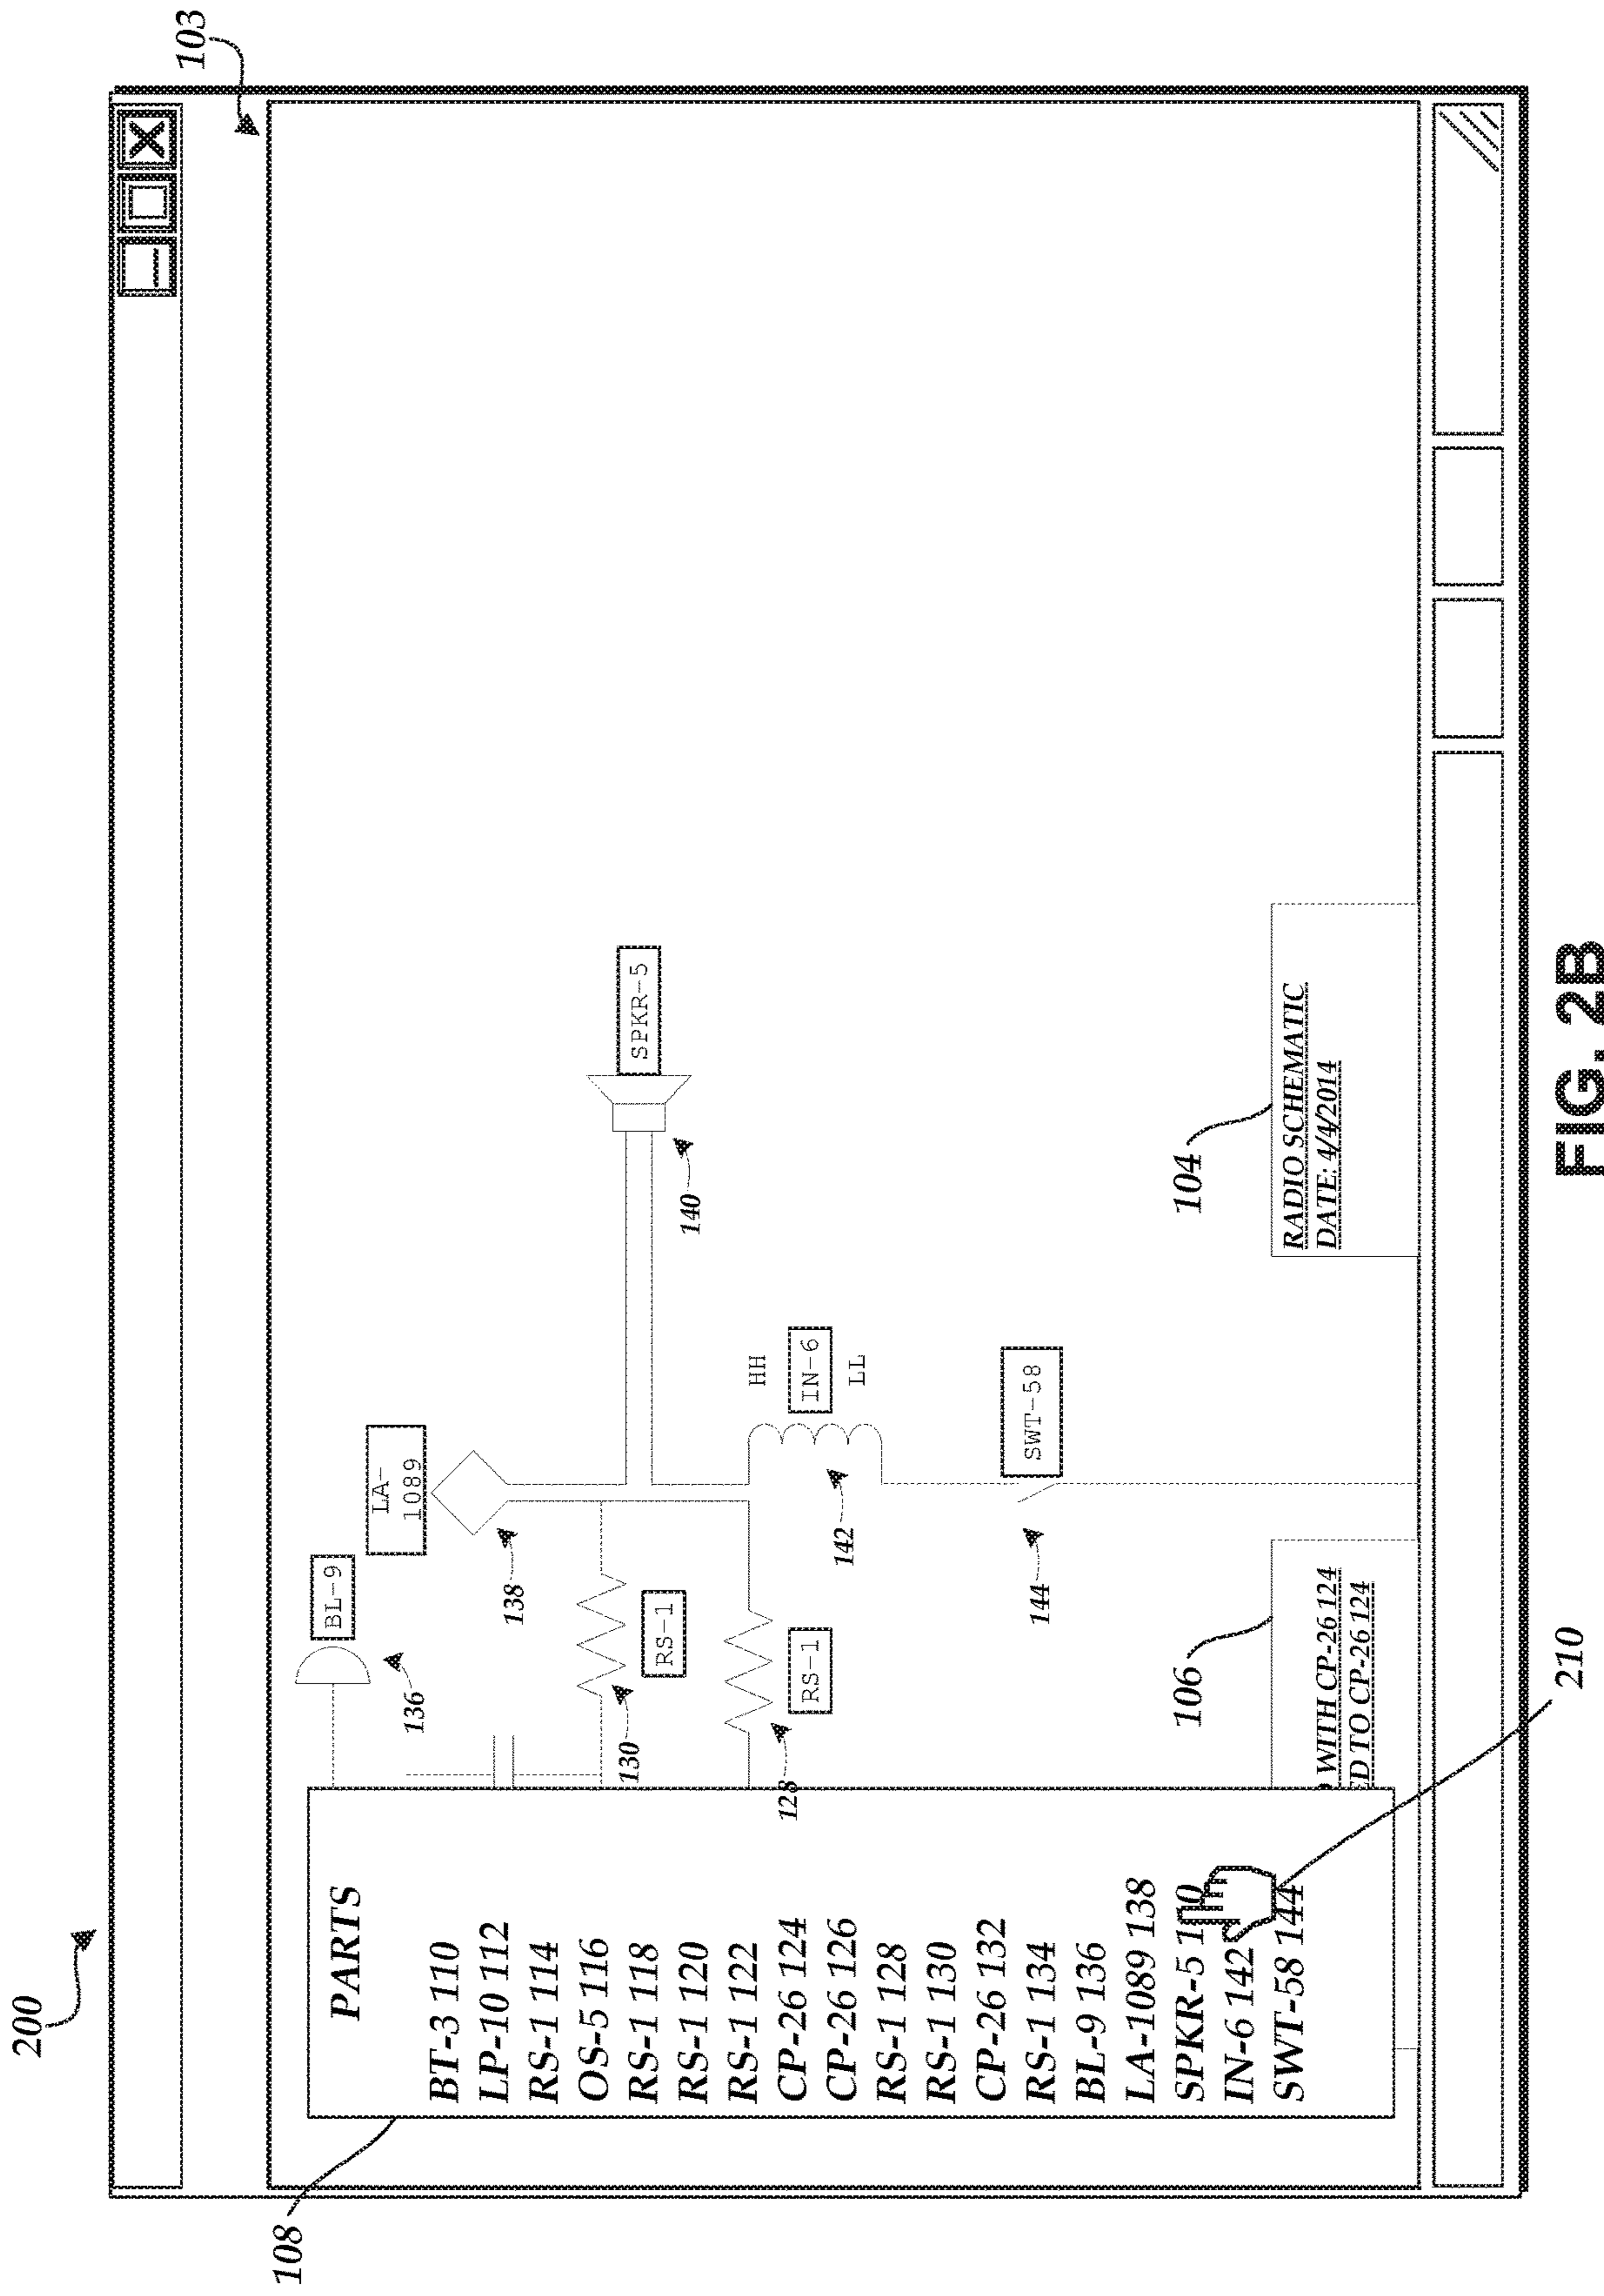 200
103
108
PARTS
BT-3 110
LP-10 112
RS-1 114
OS-5 116
RS-1 118
RS-1 120
RS-1 122
CP-26 124
CP-26 126
RS-1 128
RS-1 130
CP-26 132
RS-1 134
BL-9 136
LA-1089 138
SPKR-5
IN-6 142
SWT-58 144
BL-9
136
LA-
1089
138
RS-1
130
RS-1
128
SPKR-5
140
HH
IN-6
LL
142
SWT-58
144
106
WITH CP-26 124
TO CP-26 124
104
RADIO SCHEMATIC
DATE: 4/4/2014
210
FIG. 2B